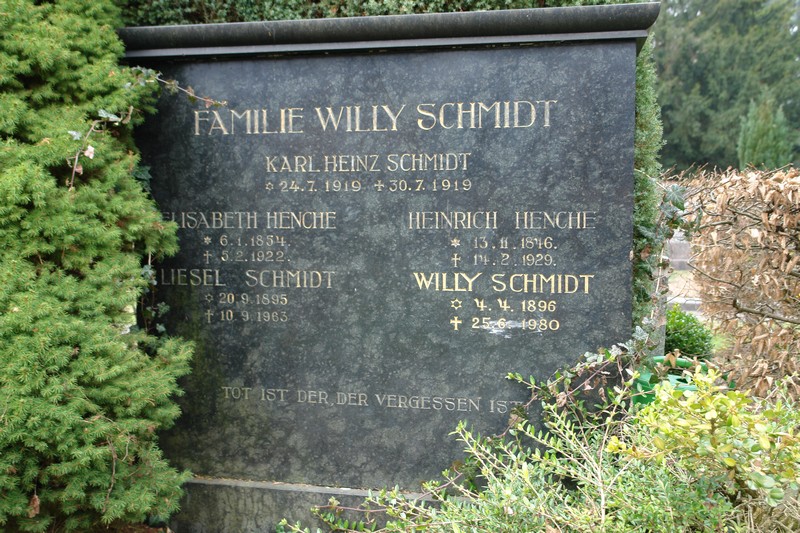 FAMILIE WILLY SCHMIDT
KARL HEINZ SCHMIDT
✡ 24.7.1919 ✝ 30.7.1919
ELISABETH HENCHE
* 6.1.1854.
† 5.2.1922.
HEINRICH HENCHE
* 13.11.1846.
† 14.2.1929.
LIESEL SCHMIDT
✡ 20.9.1895
† 10.9.1963
WILLY SCHMIDT
✡ 4.4.1896
† 25.6.1980
TOT IST DER, DER VERGESSEN IST